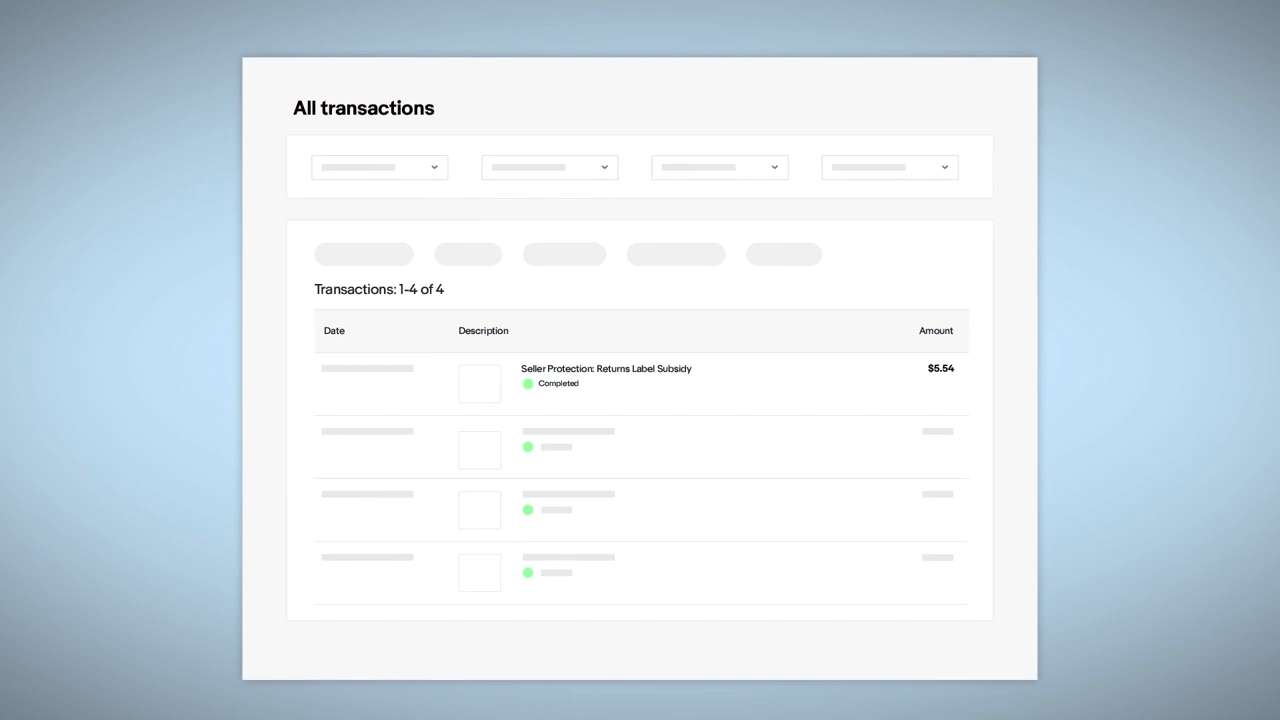 All transactions
Transactions: 1-4 of 4
Date Description Amount
Seller Protection: Returns Label Subsidy $5.54
Completed